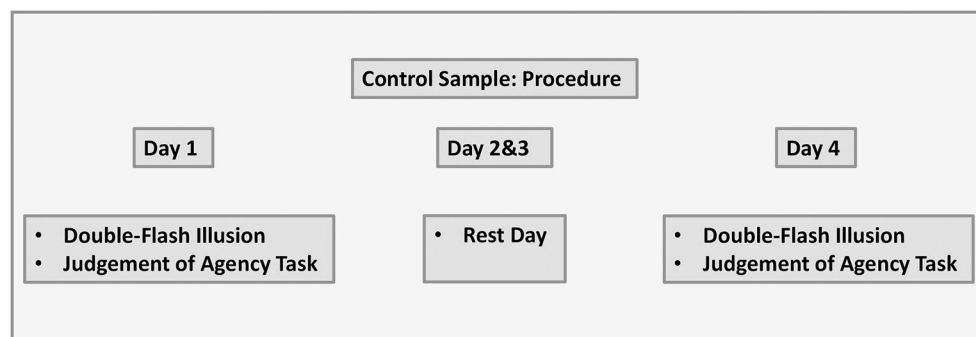 Control Sample: Procedure
Day 1
Day 2&3
Day 4
• Double-Flash Illusion
• Judgement of Agency Task
• Rest Day
• Double-Flash Illusion
• Judgement of Agency Task